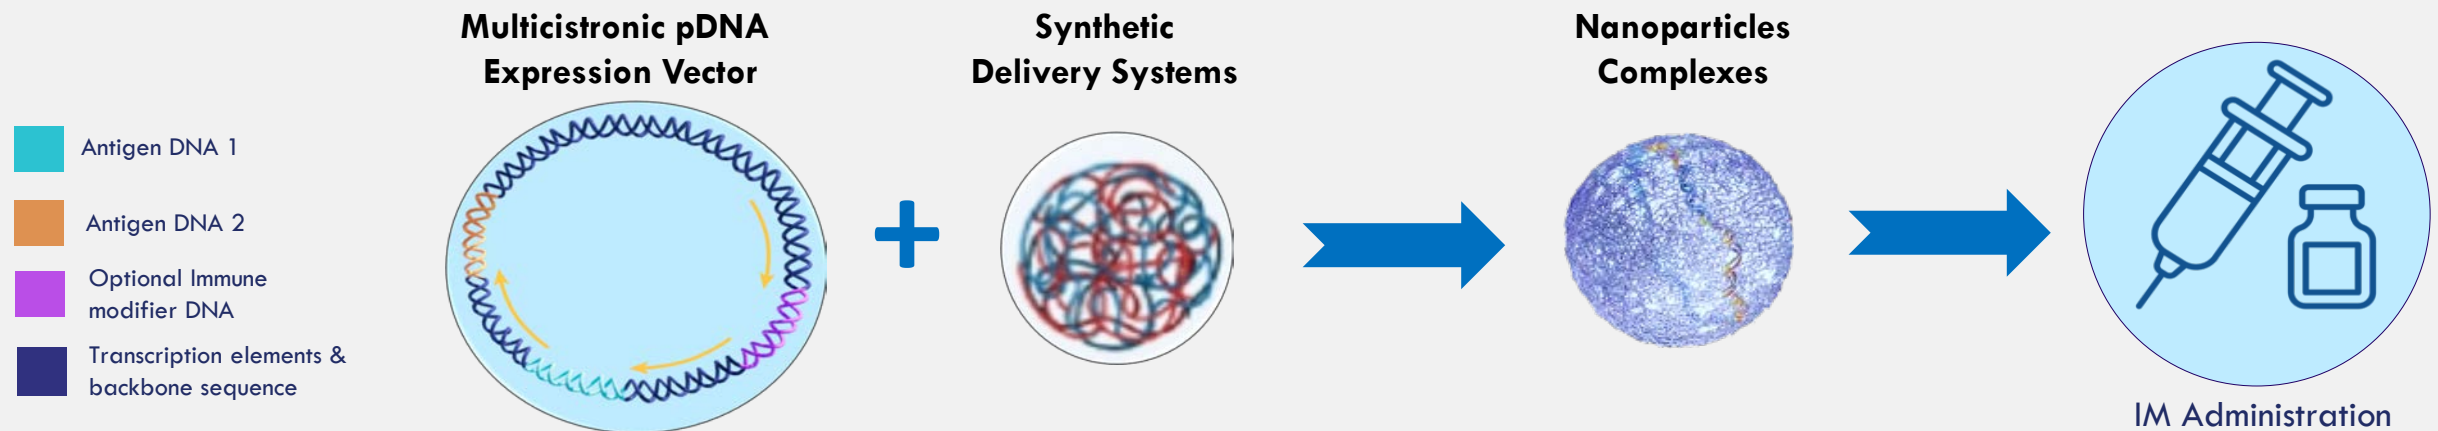 Multicistronic pDNA
Expression Vector
Synthetic
Delivery Systems
Nanoparticles
Complexes
Antigen DNA 1
Antigen DNA 2
Optional Immune
modifier DNA
Transcription elements &
backbone sequence
IM Administration